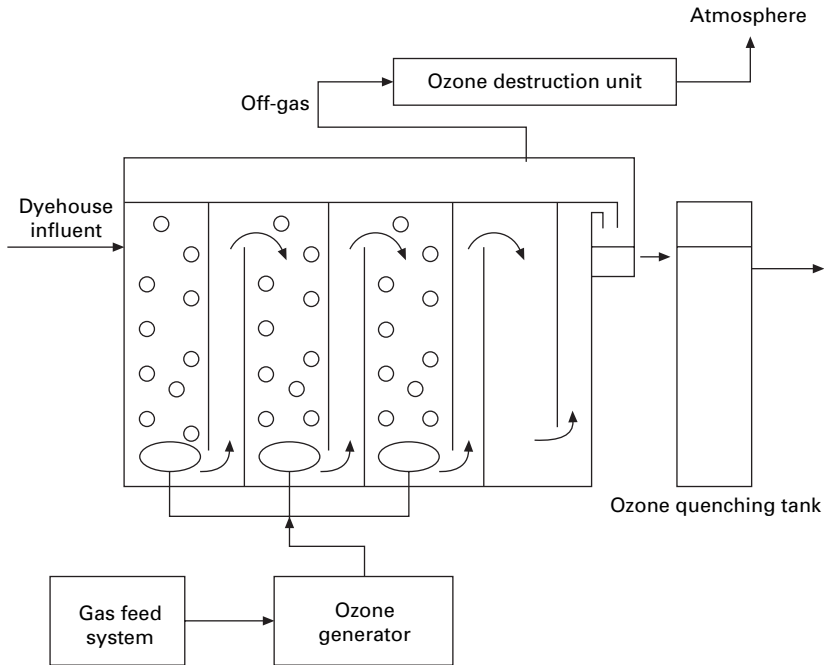 Atmosphere
Ozone destruction unit
Off-gas
Dyehouse
influent
Ozone quenching tank
Gas feed
system
Ozone
generator